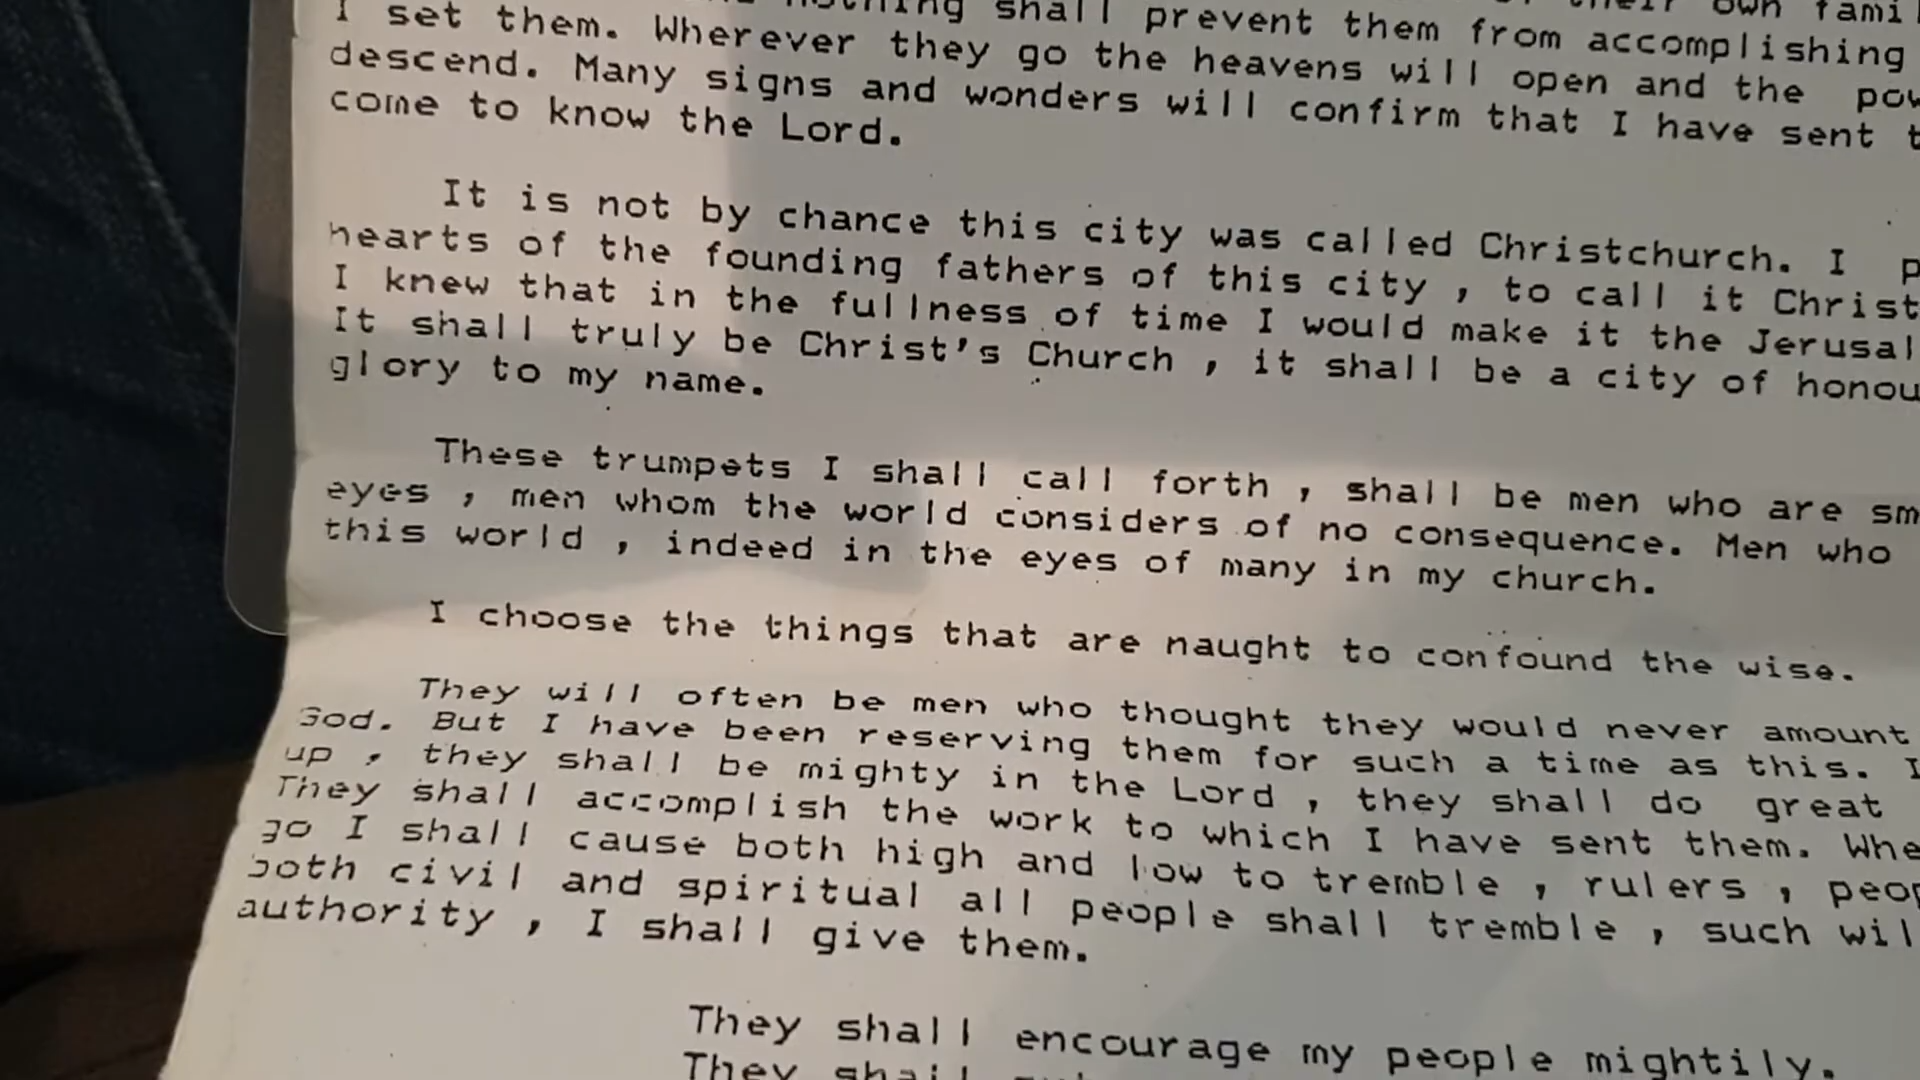 nothing shall prevent them from accomplishing
I set them. Wherever they go the heavens will open and the
descend. Many signs and wonders will confirm that I have sent
come to know the Lord.
It is not by chance this city was called Christchurch. I
hearts of the founding fathers of this city , to call it Christ
I knew that in the fullness of time I would make it the Jerusal
It shall truly be Christ's Church , it shall be a city of honou
glory to my name.
These trumpets I shall call forth , shall be men who are sm
eyes , men whom the world considers of no consequence. Men who
this world , indeed in the eyes of many in my church.
I choose the things that are naught to confound the wise.
They will often be men who thought they would never amount
God. But I have been reserving them for such a time as this. I
up , they shall be mighty in the Lord , they shall do great
They shall accomplish the work to which I have sent them. Whe
go I shall cause both high and low to tremble , rulers , peop
both civil and spiritual all people shall tremble , such wil
authority , I shall give them.
They shall encourage my people mightily.
They shall